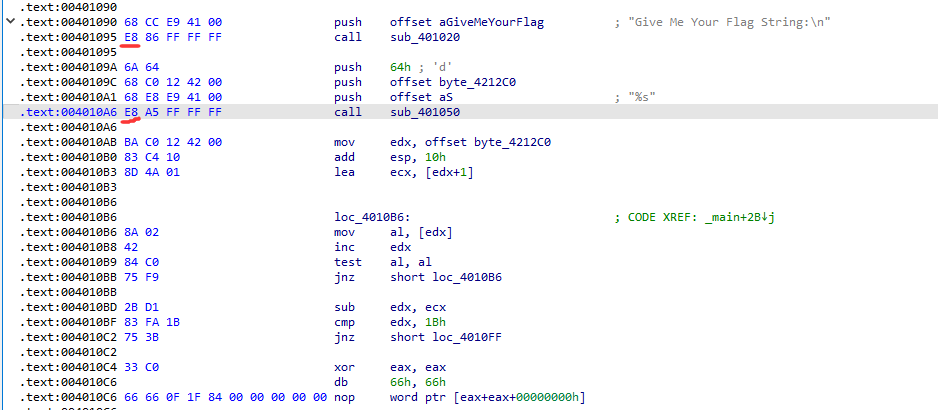 .text:00401090
.text:00401090 68 CC E9 41 00 push offset aGiveMeYourFlag ; "Give Me Your Flag String:\n"
.text:00401095 E8 86 FF FF FF call sub_401020
.text:00401095
.text:0040109A 6A 64 push 64h ; 'd'
.text:0040109C 68 C0 12 42 00 push offset byte_4212C0
.text:004010A1 68 E8 E9 41 00 push offset aS ; "%s"
.text:004010A6 E8 A5 FF FF FF call sub_401050
.text:004010A6
.text:004010AB BA C0 12 42 00 mov edx, offset byte_4212C0
.text:004010B0 83 C4 10 add esp, 10h
.text:004010B3 8D 4A 01 lea ecx, [edx+1]
.text:004010B3
.text:004010B6
.text:004010B6 loc_4010B6: ; CODE XREF: _main+2B↓j
.text:004010B6 8A 02 mov al, [edx]
.text:004010B8 42 inc edx
.text:004010B9 84 C0 test al, al
.text:004010BB 75 F9 jnz short loc_4010B6
.text:004010BB
.text:004010BD 2B D1 sub edx, ecx
.text:004010BF 83 FA 1B cmp edx, 1Bh
.text:004010C2 75 3B jnz short loc_4010FF
.text:004010C2
.text:004010C4 33 C0 xor eax, eax
.text:004010C6 db 66h, 66h
.text:004010C6 66 66 0F 1F 84 00 00 00 00 00 nop word ptr [eax+eax+00000000h]